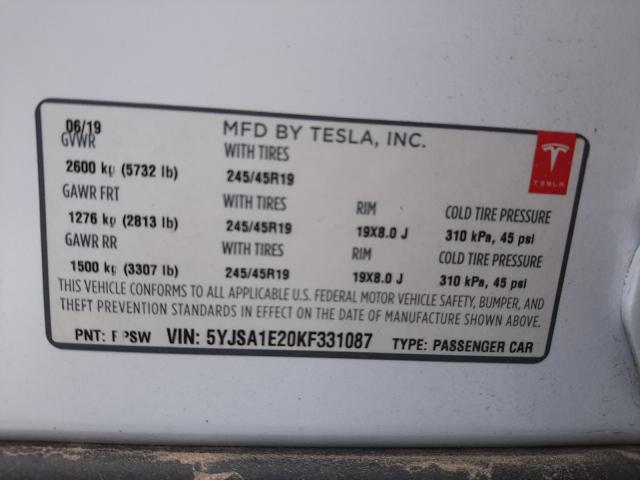 06/19 MFD BY TESLA, INC.
GVWR WITH TIRES
2600 kg (5732 lb) 245/45R19
TESLA
GAWR FRT WITH TIRES RIM COLD TIRE PRESSURE
1276 kg (2813 lb) 245/45R19 19X8.0 J 310 kPa, 45 psi
GAWR RR WITH TIRES RIM COLD TIRE PRESSURE
1500 kg (3307 lb) 245/45R19 19X8.0 J 310 kPa, 45 psi
THIS VEHICLE CONFORMS TO ALL APPLICABLE U.S. FEDERAL MOTOR VEHICLE SAFETY, BUMPER, AND
THEFT PREVENTION STANDARDS IN EFFECT ON THE DATE OF MANUFACTURE SHOWN ABOVE.
PNT: VIN: 5YJSA1E20KF331087 TYPE: PASSENGER CAR